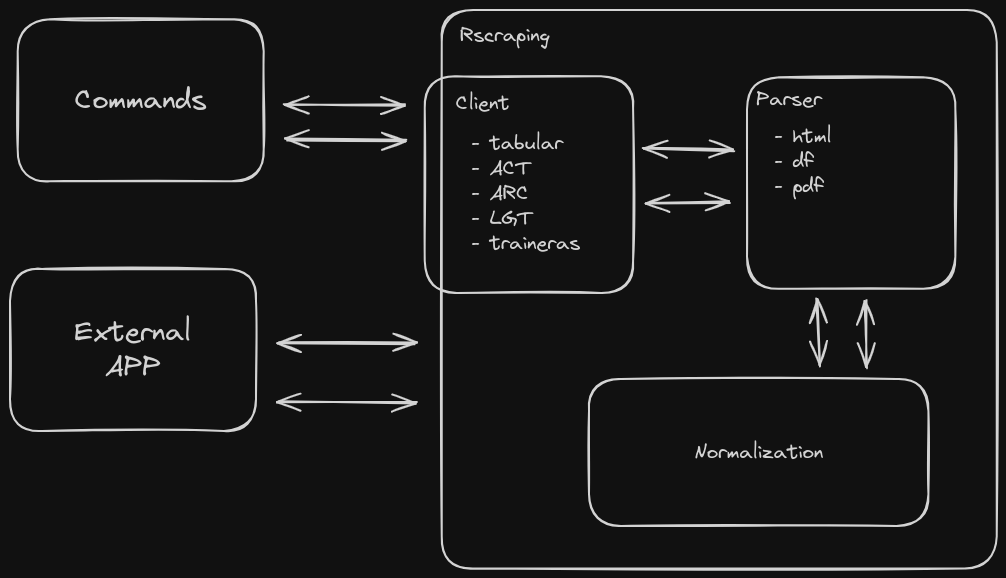 Rscraping
Commands
Client
- tabular
- ACT
- ARC
- LGT
- traineras
Parser
- html
- df
- pdf
External
APP
Normalization